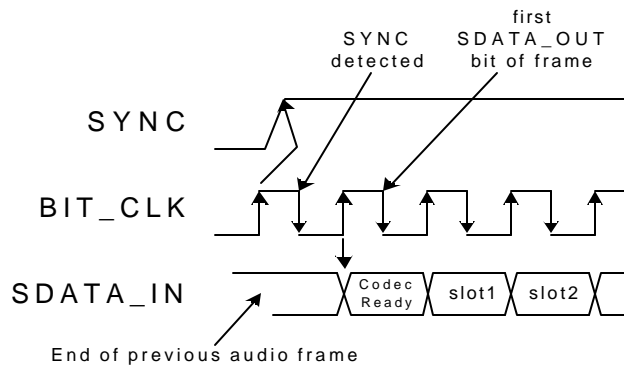 first
SYNC
detected
SDATA_OUT
bit of frame
SYNC
BIT_CLK
SDATA_IN
Codec
Ready
slot1
slot2
End of previous audio frame